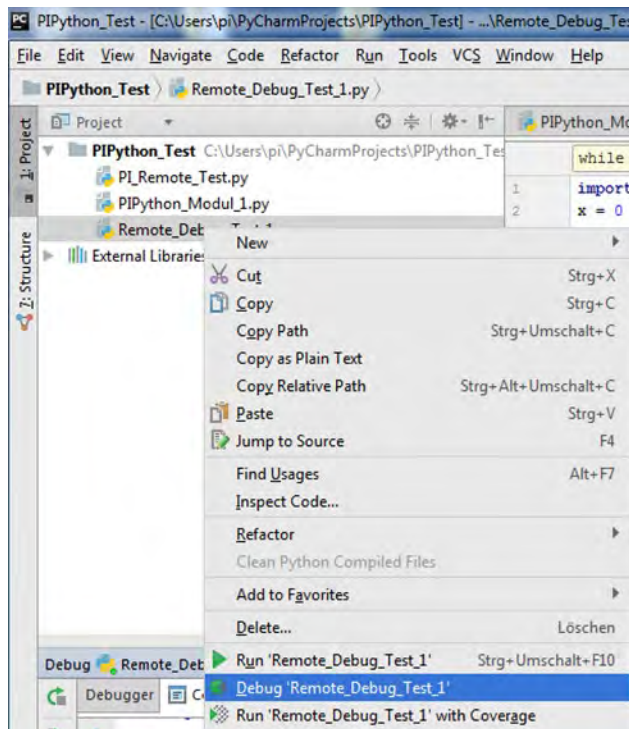 PIPython_Test - [C:\Users\pi\PyCharmProjects\PIPython_Test] - ...\Remote_Debug_Te
File Edit View Navigate Code Refactor Run Tools VCS Window Help
PIPython_Test Remote_Debug_Test_1.py
1: Project
Project
PIPython_Mo
PIPython_Test C:\Users\pi\PyCharmProjects\PIPython_Tes
while
PI_Remote_Test.py
1 import
PIPython_Modul_1.py
2 x = 0
Remote_Debug_Test_1
External Libraries
7: Structure
New
Cut Strg+X
Copy Strg+C
Copy Path Strg+Umschalt+C
Copy as Plain Text
Copy Relative Path Strg+Alt+Umschalt+C
Paste Strg+V
Jump to Source F4
Find Usages Alt+F7
Inspect Code...
Refactor
Clean Python Compiled Files
Add to Favorites
Delete... Löschen
Run 'Remote_Debug_Test_1' Strg+Umschalt+F10
Debug 'Remote_Debug_Test_1'
Run 'Remote_Debug_Test_1' with Coverage
Debug Remote_Deb
Debugger C